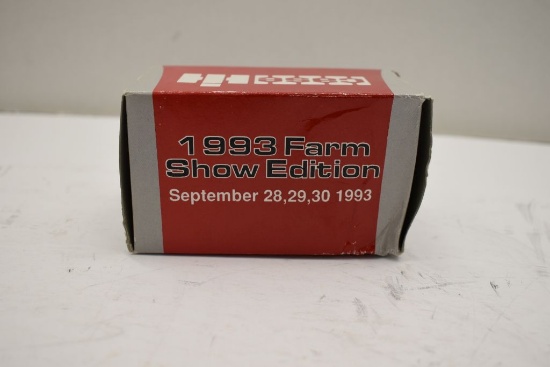 1993 Farm
Show Edition
September 28,29,30 1993